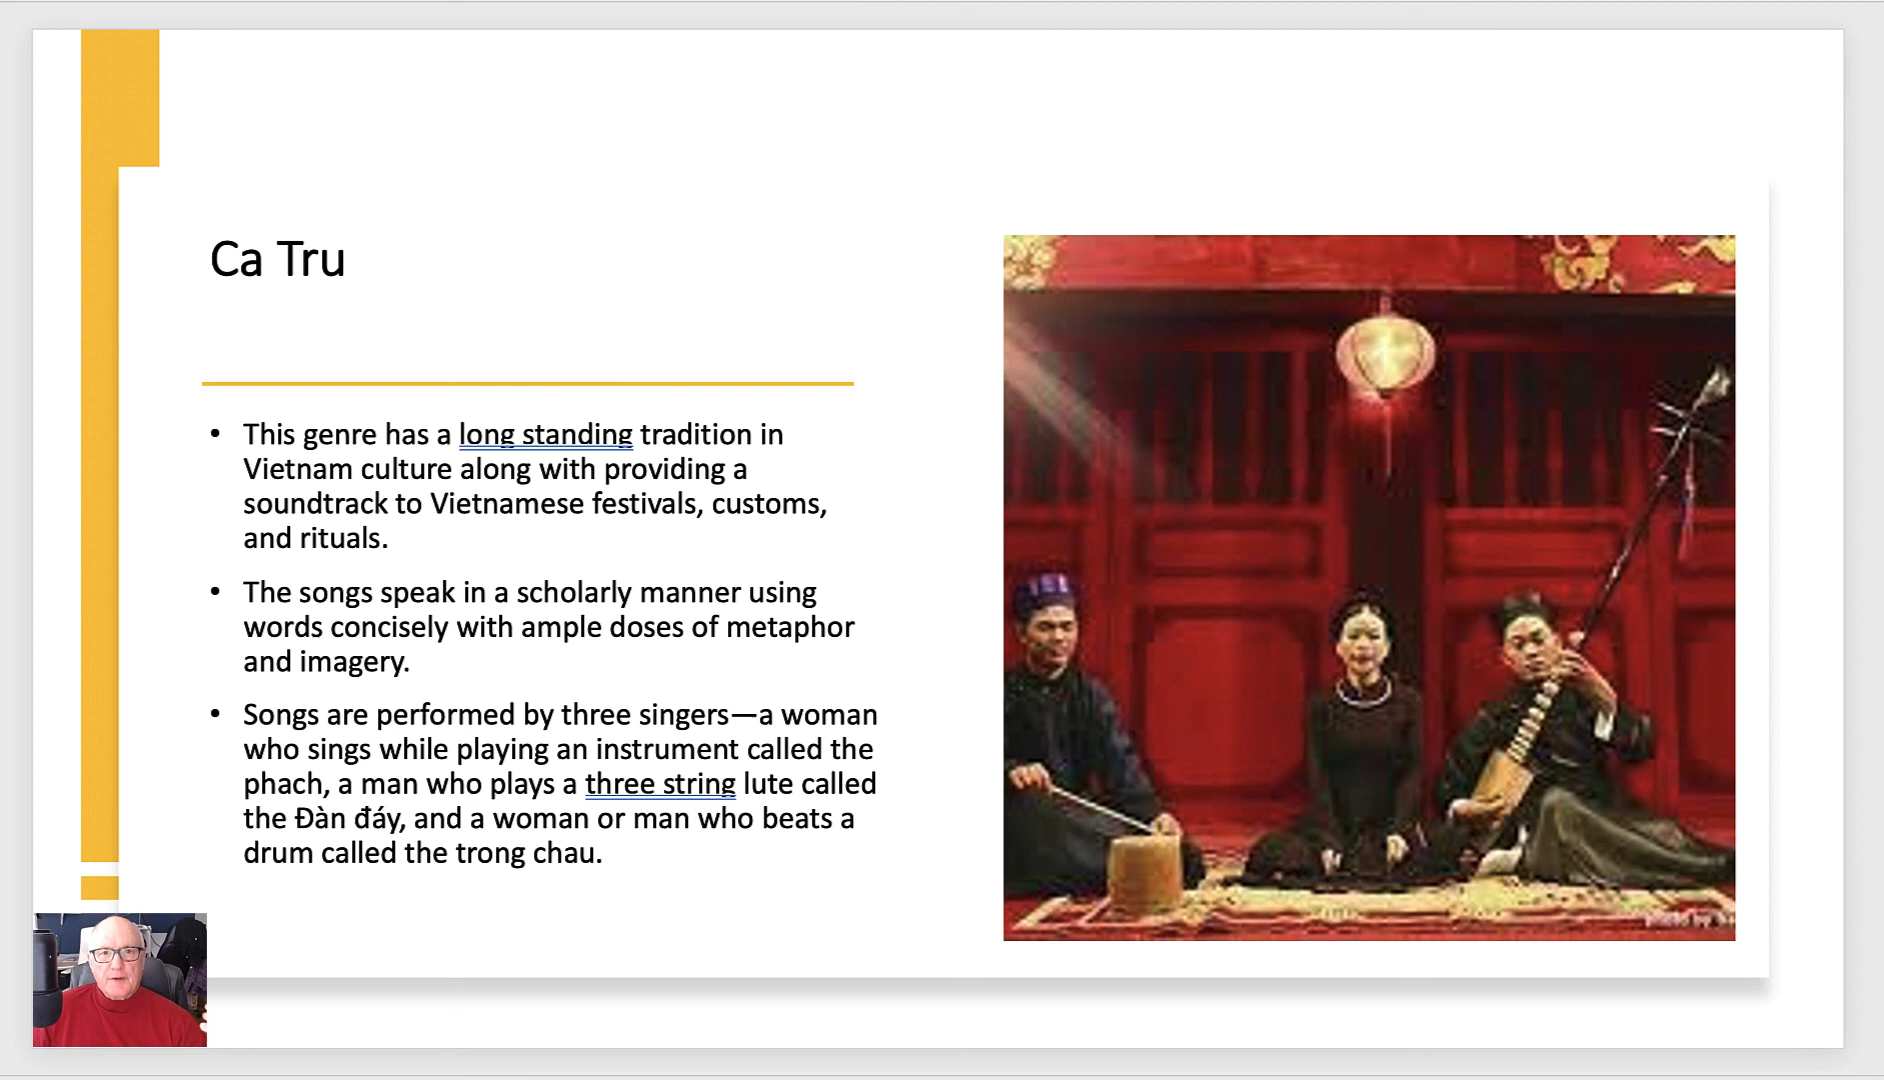 Ca Tru
• This genre has a long standing tradition in
Vietnam culture along with providing a
soundtrack to Vietnamese festivals, customs,
and rituals.
• The songs speak in a scholarly manner using
words concisely with ample doses of metaphor
and imagery.
• Songs are performed by three singers—a woman
who sings while playing an instrument called the
phach, a man who plays a three string lute called
the Đàn đáy, and a woman or man who beats a
drum called the trong chau.
photo by